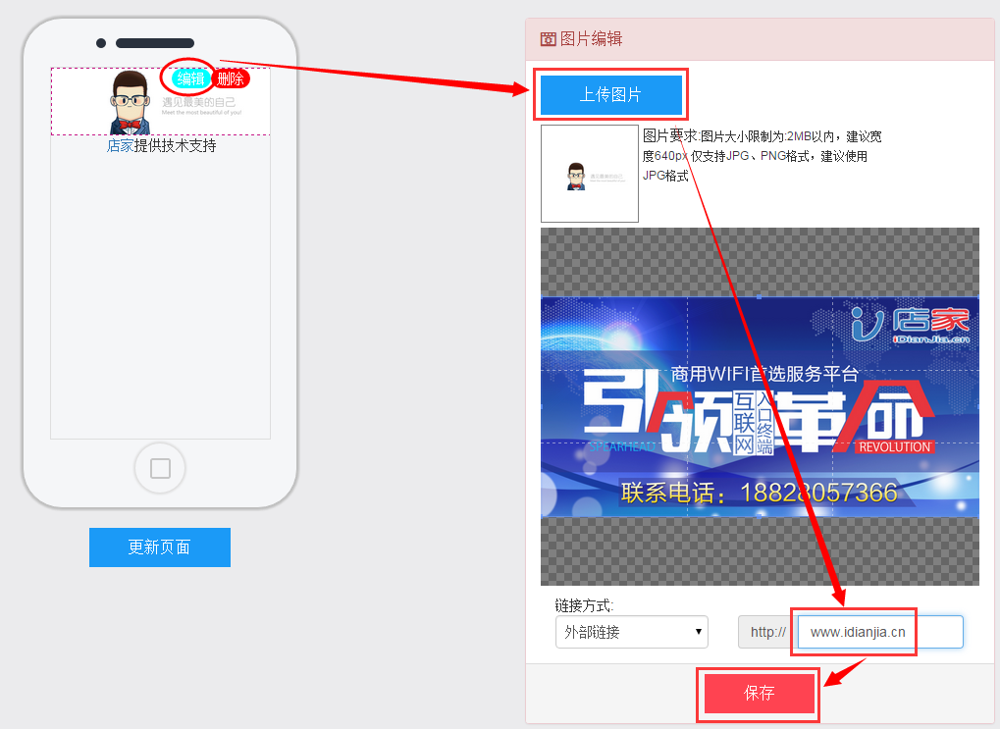 编辑
删除
遇见最美的自己
Meet the most beautiful of you!
店家提供技术支持
更新页面
图片编辑
上传图片
图片要求:图片大小限制为:2MB以内，建议宽
度640px 仅支持JPG、PNG格式，建议使用
JPG格式
遇见最美的自己
店家
iDianJia.cn
商用WIFI首选服务平台
引领
互联网
入口终端
革命
SPEARHEAD
REVOLUTION
联系电话：18828057366
链接方式:
外部链接
http://
www.idianjia.cn
保存